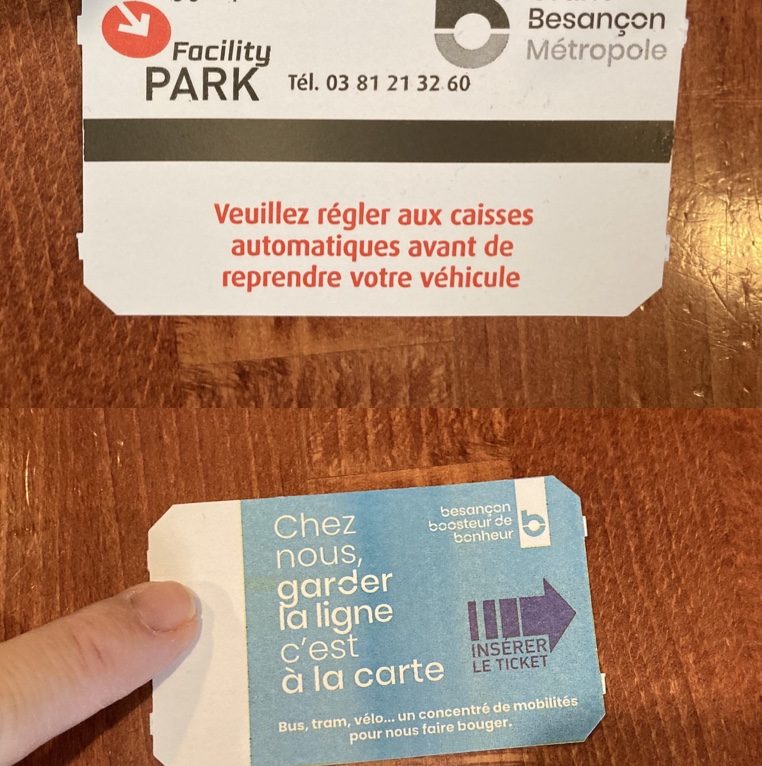 Besançon
Métropole
Facility
PARK
Tél. 03 81 21 32 60
Veuillez régler aux caisses
automatiques avant de
reprendre votre véhicule
Chez
nous,
garder
la ligne
c'est
à la carte
besançon
boosteur de
bonheur
b
INSÉRER
LE TICKET
Bus, tram, vélo... un concentré de mobilités
pour nous faire bouger.